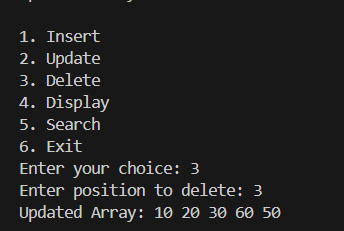 1. Insert
2. Update
3. Delete
4. Display
5. Search
6. Exit
Enter your choice: 3
Enter position to delete: 3
Updated Array: 10 20 30 60 50